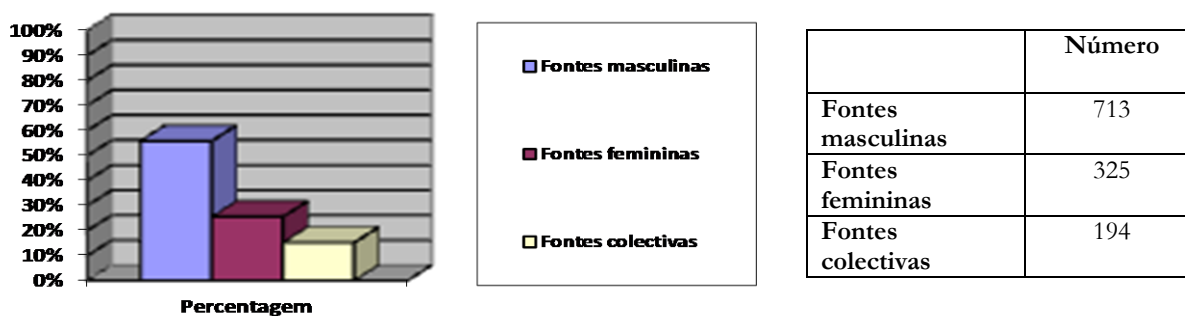 100%
90%
80%
70%
60%
50%
40%
30%
20%
10%
0%
Percentagem
Fontes masculinas
Fontes femininas
Fontes colectivas
Número
Fontes
masculinas
713
Fontes
femininas
325
Fontes
colectivas
194